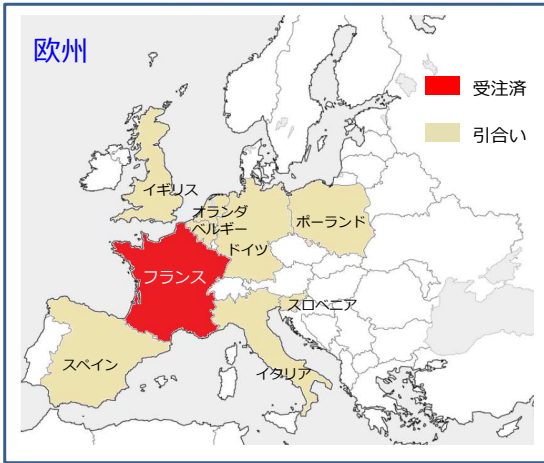 欧州
受注済
引合い
イギリス
オランダ
ベルギー
ポーランド
ドイツ
フランス
スロベニア
スペイン
イタリア